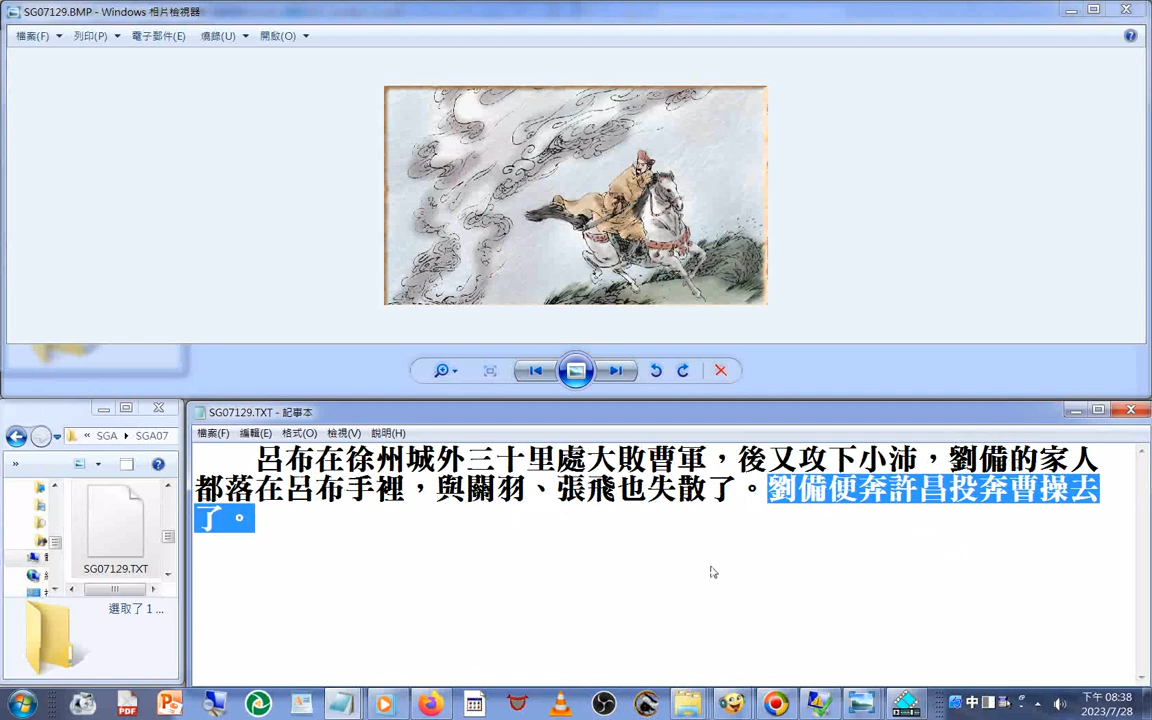 SG07129.BMP - Windows 相片檢視器
檔案(F) 列印(P) 電子郵件(E) 燒錄(U) 開啟(O)
SGA SGA07
SG07129.TXT
選取了 1 ...
SG07129.TXT - 記事本
檔案(F) 編輯(E) 格式(O) 檢視(V) 說明(H)
呂布在徐州城外三十里處大敗曹軍，後又攻下小沛，劉備的家人
都落在呂布手裡，與關羽、張飛也失散了。劉備便奔許昌投奔曹操去
了。
PDF
中
下午 08:38
2023/7/28